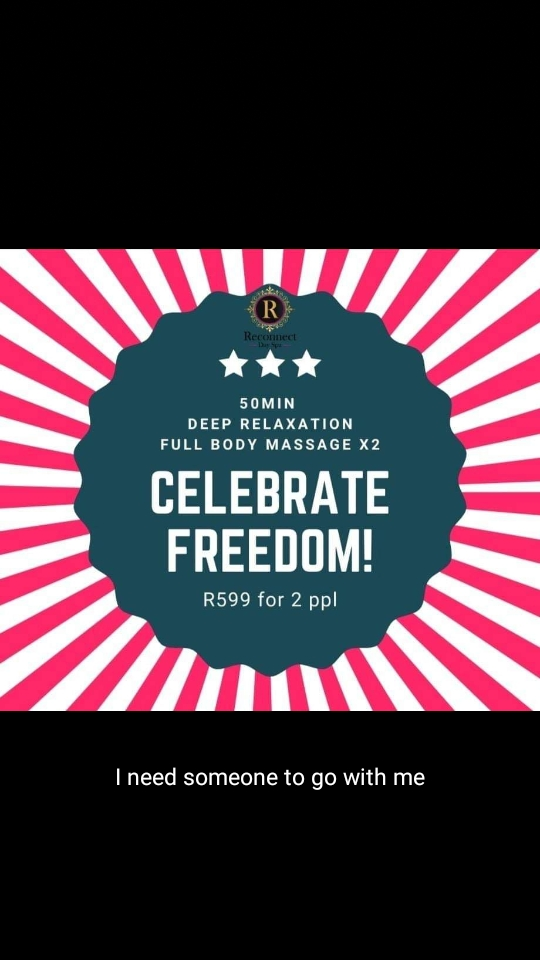 R
Reconnect
Day Spa
50MIN
DEEP RELAXATION
FULL BODY MASSAGE X2
CELEBRATE
FREEDOM!
R599 for 2 ppl
I need someone to go with me